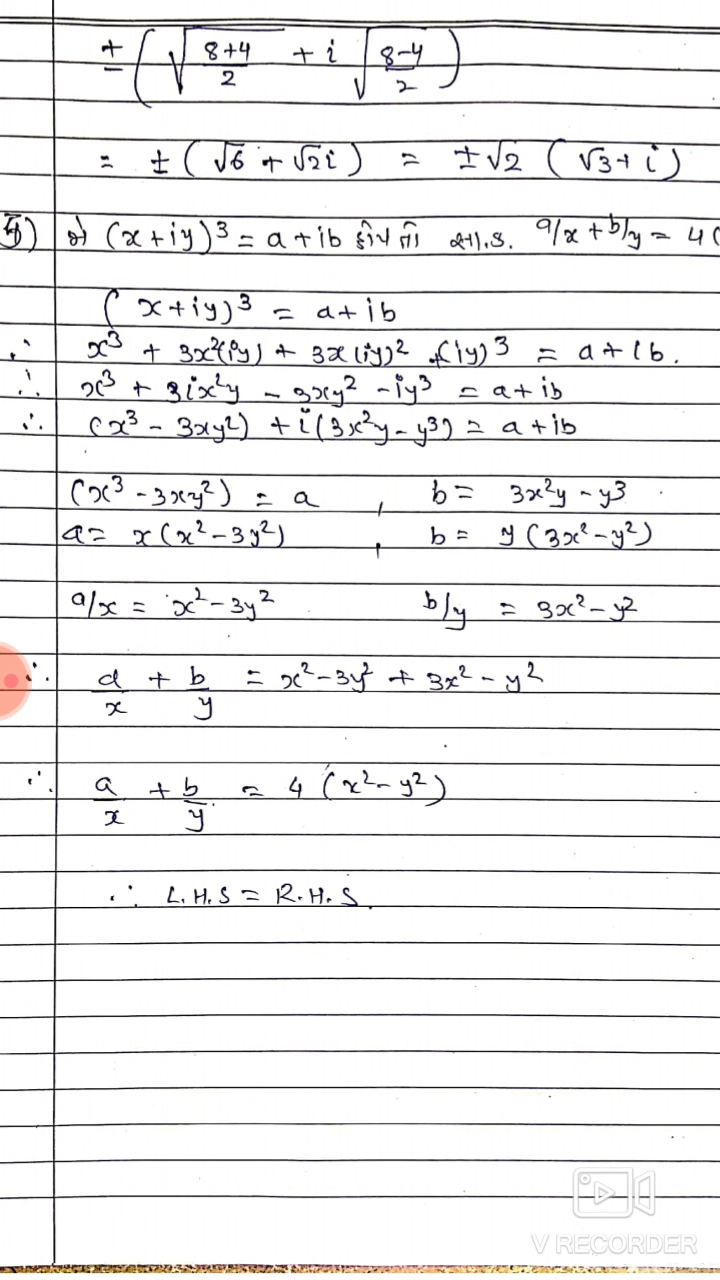 ± ( √(8+4)/2 + i √(8-4)/2 )
= ± ( √6 + √2i ) = ±√2 ( √3 + i )
5) જો (x+iy)³ = a+ib હોય તો સા.બ. a/x + b/y = 4(
( x+iy)³ = a+ib
∴ x³ + 3x²(iy) + 3x(iy)² + (iy)³ = a+ib.
∴ x³ + 3ix²y - 3xy² - iy³ = a+ib
∴ (x³ - 3xy²) + i(3x²y - y³) = a+ib
(x³ - 3xy²) = a , b = 3x²y - y³
a = x(x² - 3y²) , b = y(3x² - y²)
a/x = x² - 3y² b/y = 3x² - y²
∴ a/x + b/y = x² - 3y² + 3x² - y²
∴ a/x + b/y = 4 (x² - y²)
∴ L.H.S = R.H.S.
V RECORDER